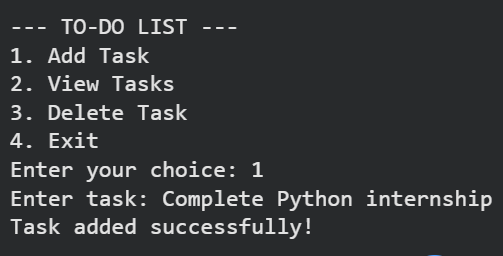 --- TO-DO LIST ---
1. Add Task
2. View Tasks
3. Delete Task
4. Exit
Enter your choice: 1
Enter task: Complete Python internship
Task added successfully!